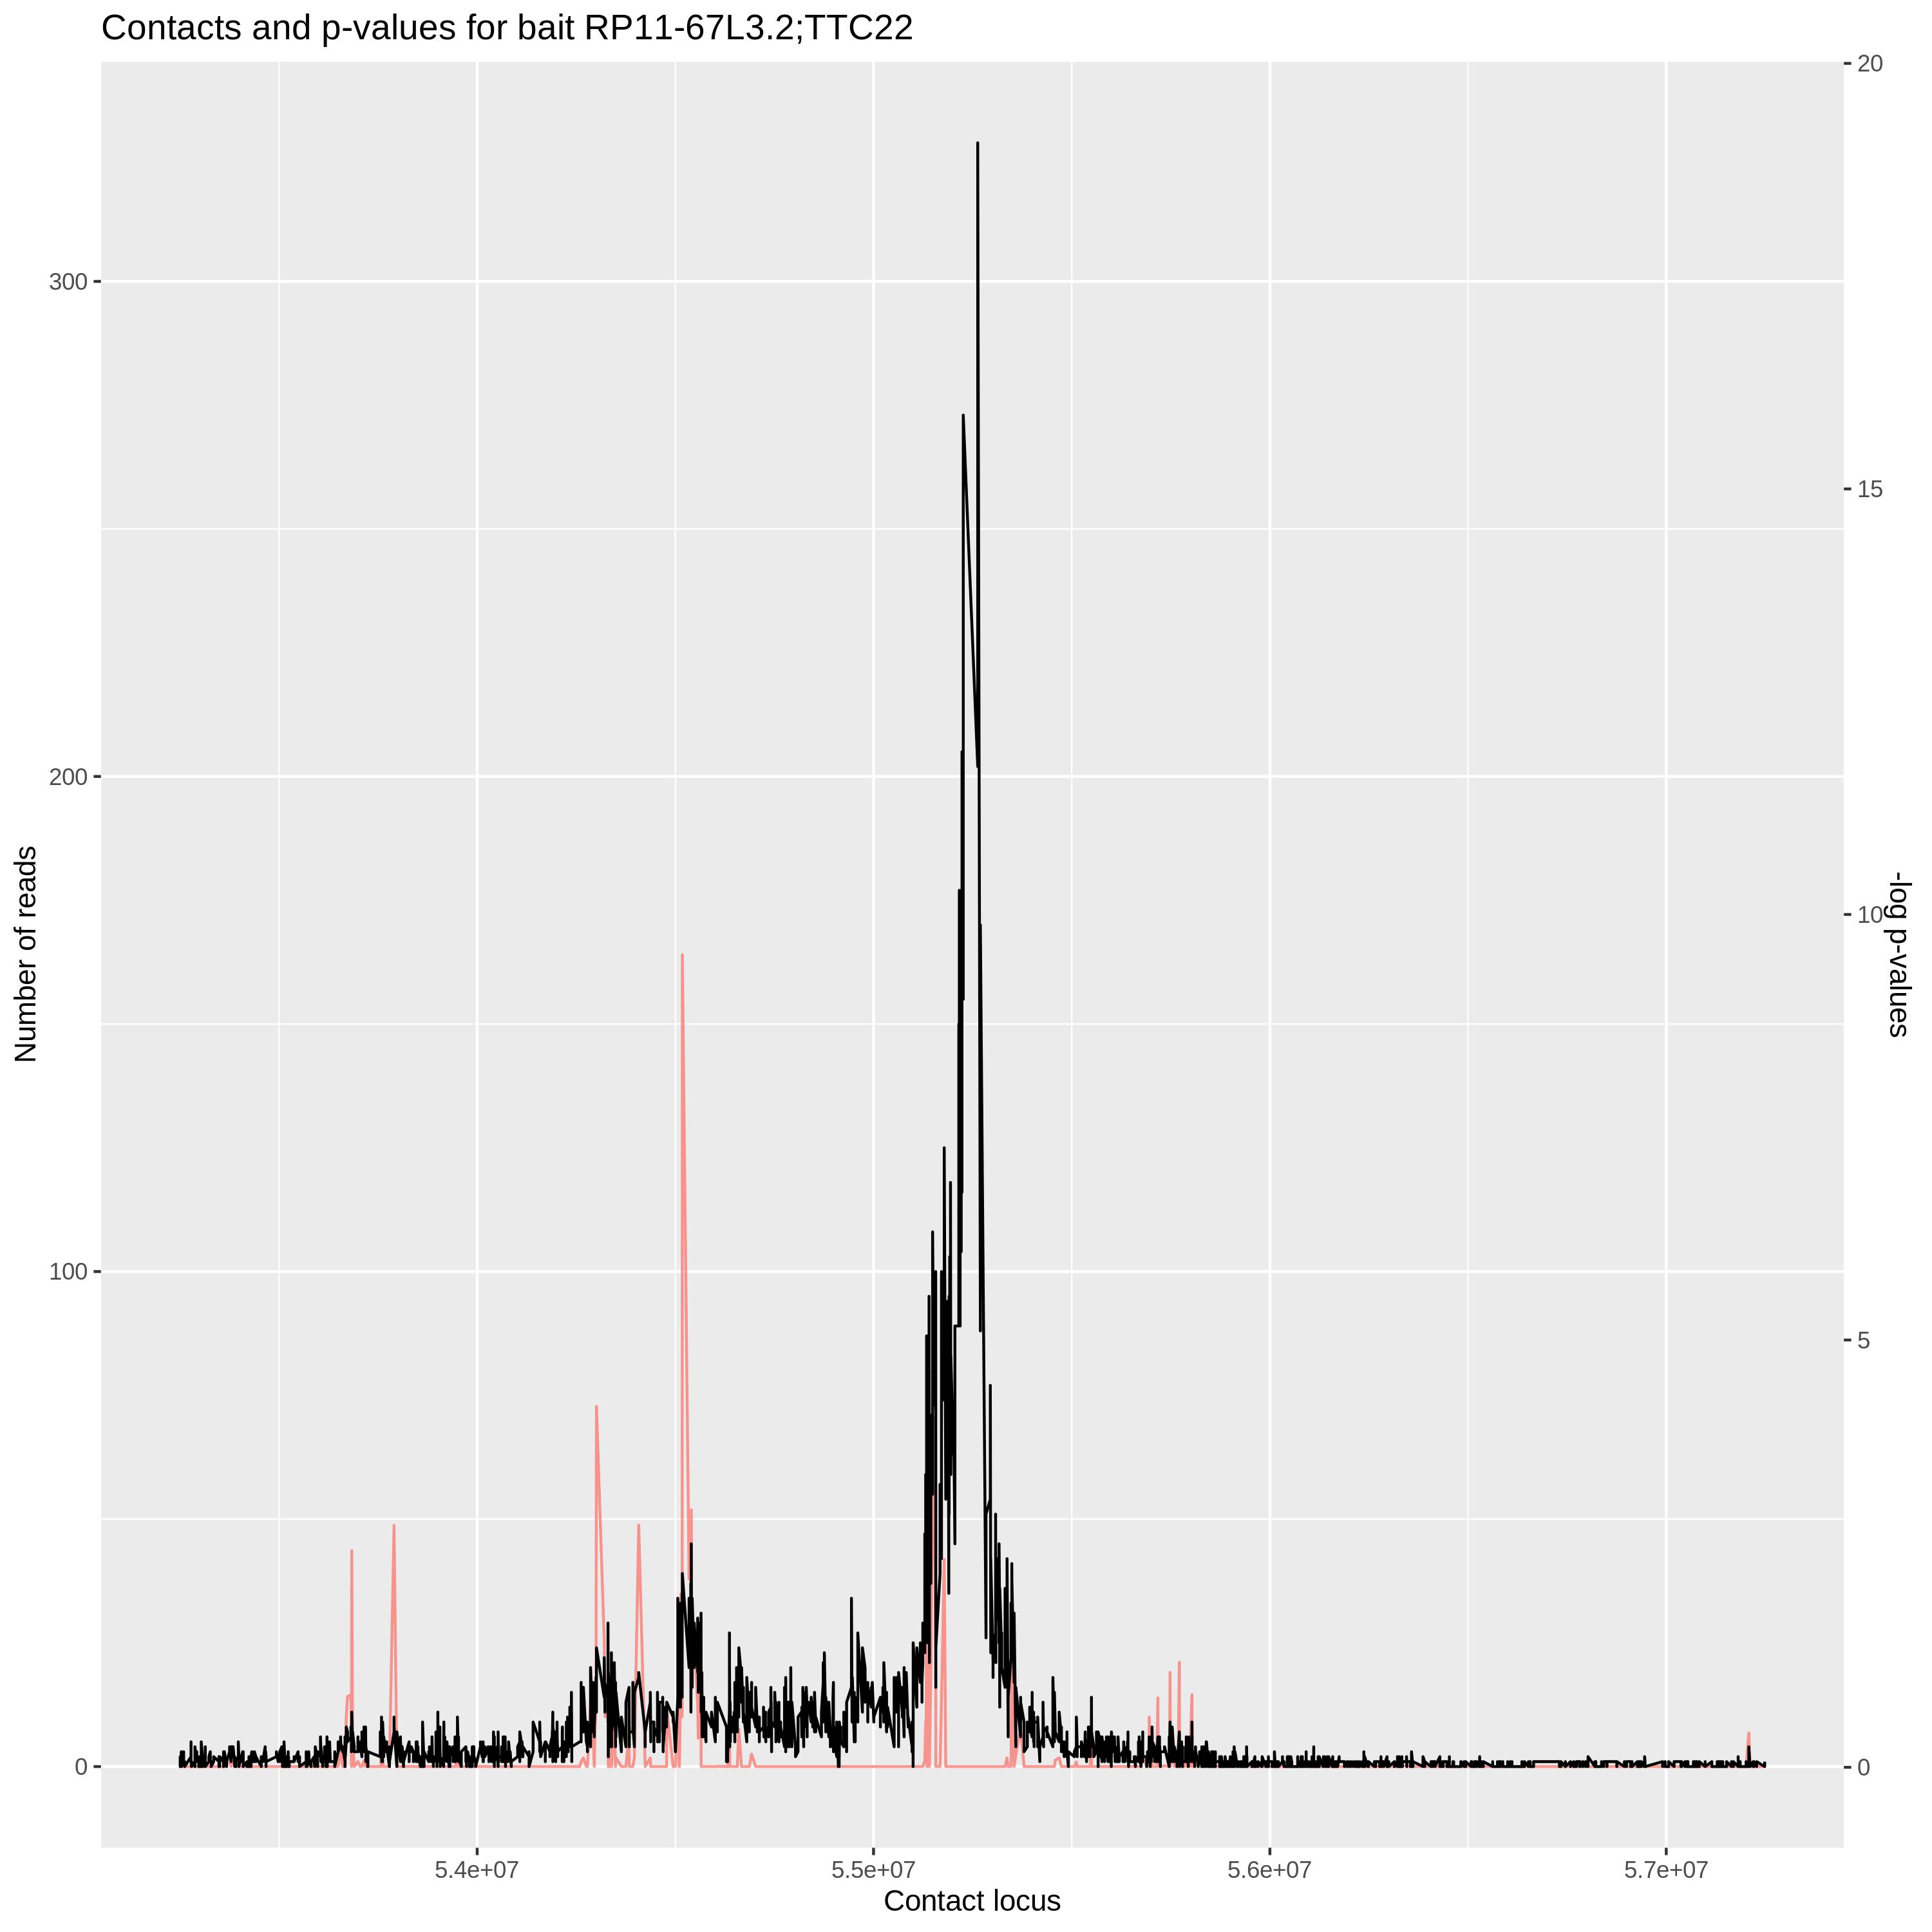 Contacts and p-values for bait RP11-67L3.2;TTC22
Number of reads
300
200
100
0
20
15
10
5
0
-log p-values
5.4e+07
5.5e+07
5.6e+07
5.7e+07
Contact locus